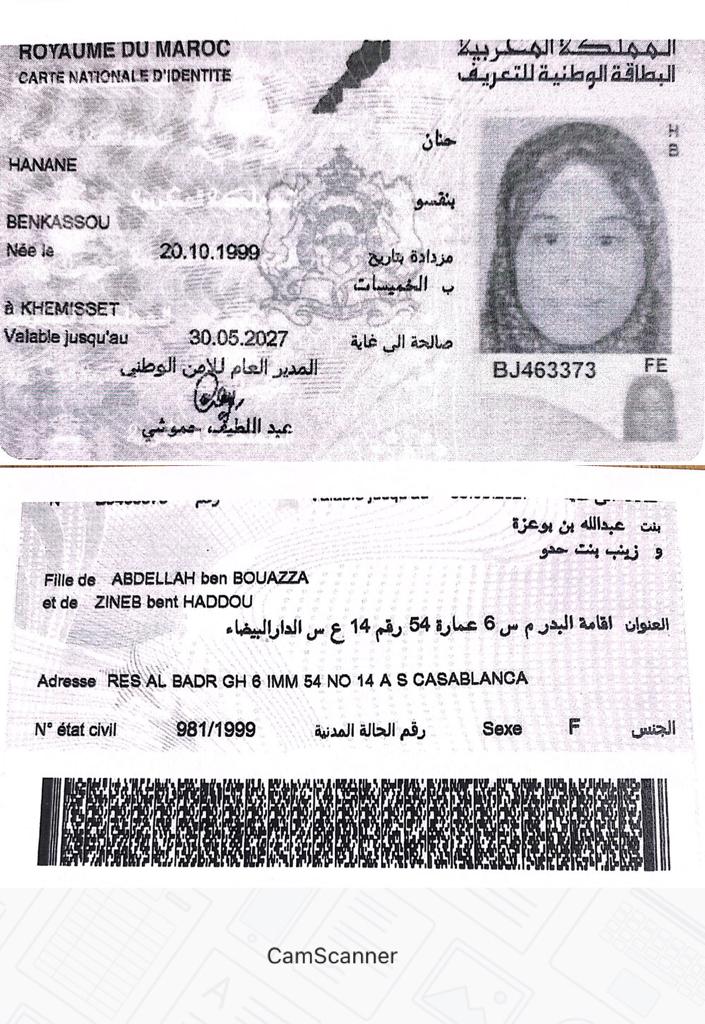 ROYAUME DU MAROC
المملكة المغربية
CARTE NATIONALE D'IDENTITE
البطاقة الوطنية للتعريف
حنان
HANANE
بنقسو
BENKASSOU
Née le 20.10.1999 مزدادة بتاريخ
ب الخميسات
à KHEMISSET
Valable jusqu'au 30.05.2027 صالحة الى غاية
المدير العام للامن الوطني
عبد اللطيف حموشي
H
B
BJ463373
FE
بنت عبدالله بن بوعزة
و زينب بنت حدو
Fille de ABDELLAH ben BOUAZZA
et de ZINEB bent HADDOU
العنوان اقامة البدر م س 6 عمارة 54 رقم 14 ع س الدارالبيضاء
Adresse RES AL BADR GH 6 IMM 54 NO 14 A S CASABLANCA
N° état civil 981/1999 رقم الحالة المدنية Sexe F الجنس
CamScanner